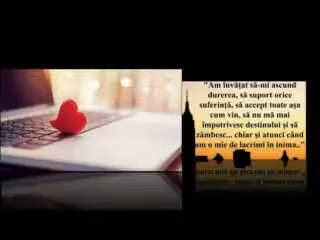 "Am învățat să-mi ascund
durerea, să suport orice
suferință, să accept toate așa
cum vin, să nu mă mai
împotrivesc destinului și să
zâmbesc... chiar și atunci când
am o mie de lacrimi în inima.."